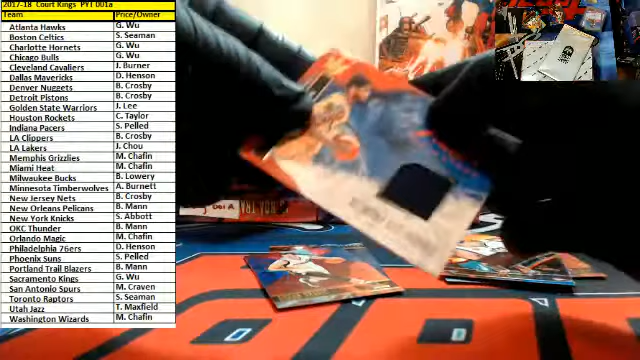 2017-18 Court Kings PYT 001a
Team Price/Owner
Atlanta Hawks G. Wu
Boston Celtics S. Seaman
Charlotte Hornets G. Wu
Chicago Bulls G. Wu
Cleveland Cavaliers J. Burner
Dallas Mavericks D. Henson
Denver Nuggets B. Crosby
Detroit Pistons B. Crosby
Golden State Warriors J. Lee
Houston Rockets C. Taylor
Indiana Pacers S. Pelled
LA Clippers B. Crosby
LA Lakers J. Chou
Memphis Grizzlies M. Chafin
Miami Heat M. Chafin
Milwaukee Bucks B. Lowery
Minnesota Timberwolves A. Burnett
New Jersey Nets B. Crosby
New Orleans Pelicans B. Mann
New York Knicks S. Abbott
OKC Thunder B. Mann
Orlando Magic M. Chafin
Philadelphia 76ers D. Henson
Phoenix Suns S. Pelled
Portland Trail Blazers B. Mann
Sacramento Kings G. Wu
San Antonio Spurs M. Craven
Toronto Raptors S. Seaman
Utah Jazz T. Maxfield
Washington Wizards M. Chafin